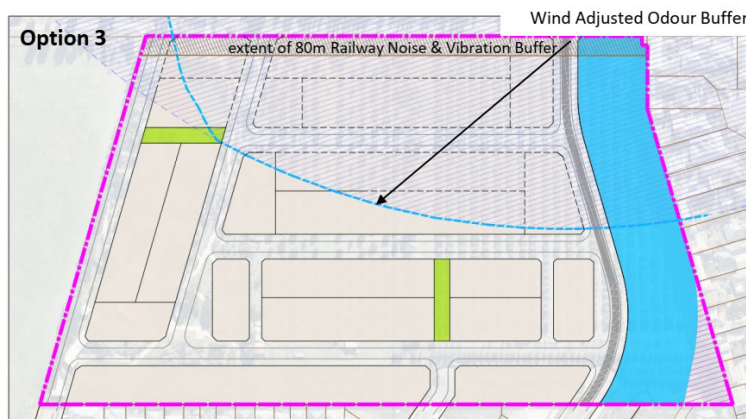 Wind Adjusted Odour Buffer
Option 3
extent of 80m Railway Noise & Vibration Buffer